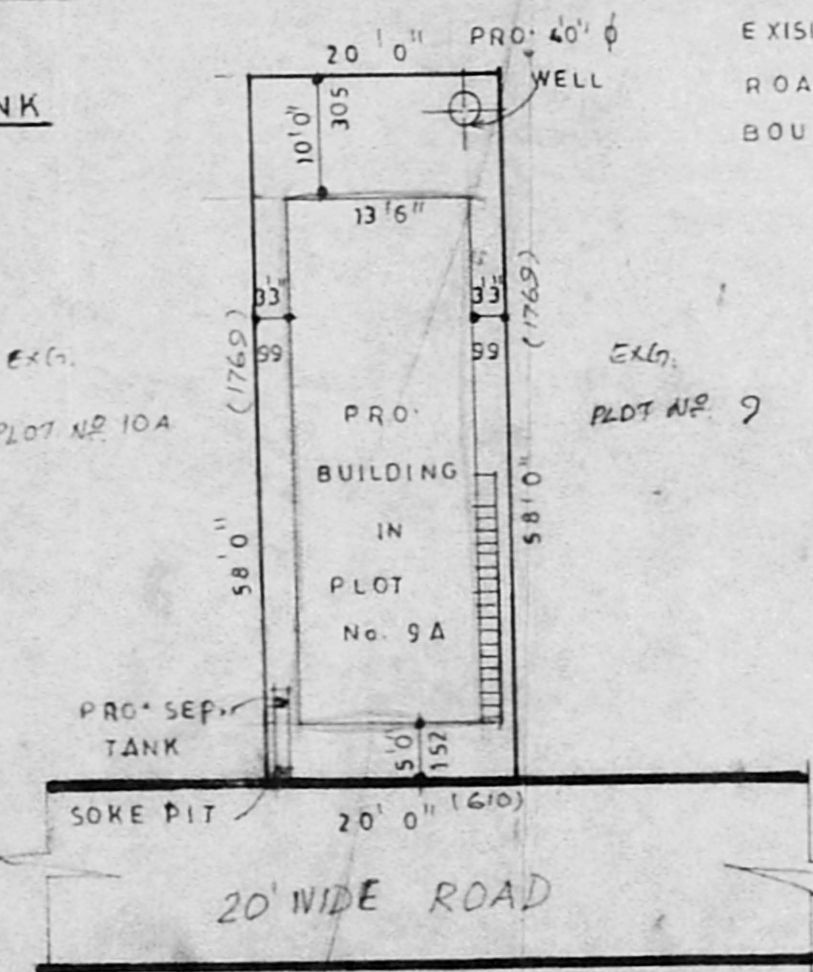 20'0" PRO. 4'0" ϕ
WELL
NK
10'0"
305
13'6"
3'3"
99
3'3"
99
(1769)
(1769)
EXG.
PLOT Nº 10A
EXG.
PLOT Nº 9
PRO.
BUILDING
IN
PLOT
No. 9A
58'0"
58'0"
PRO. SEP.
TANK
5'0"
152
SOKE PIT
20'0" (610)
20' WIDE ROAD
EXIS
ROA
BOU